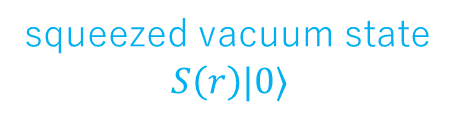 squeezed vacuum state
S(r)|0⟩